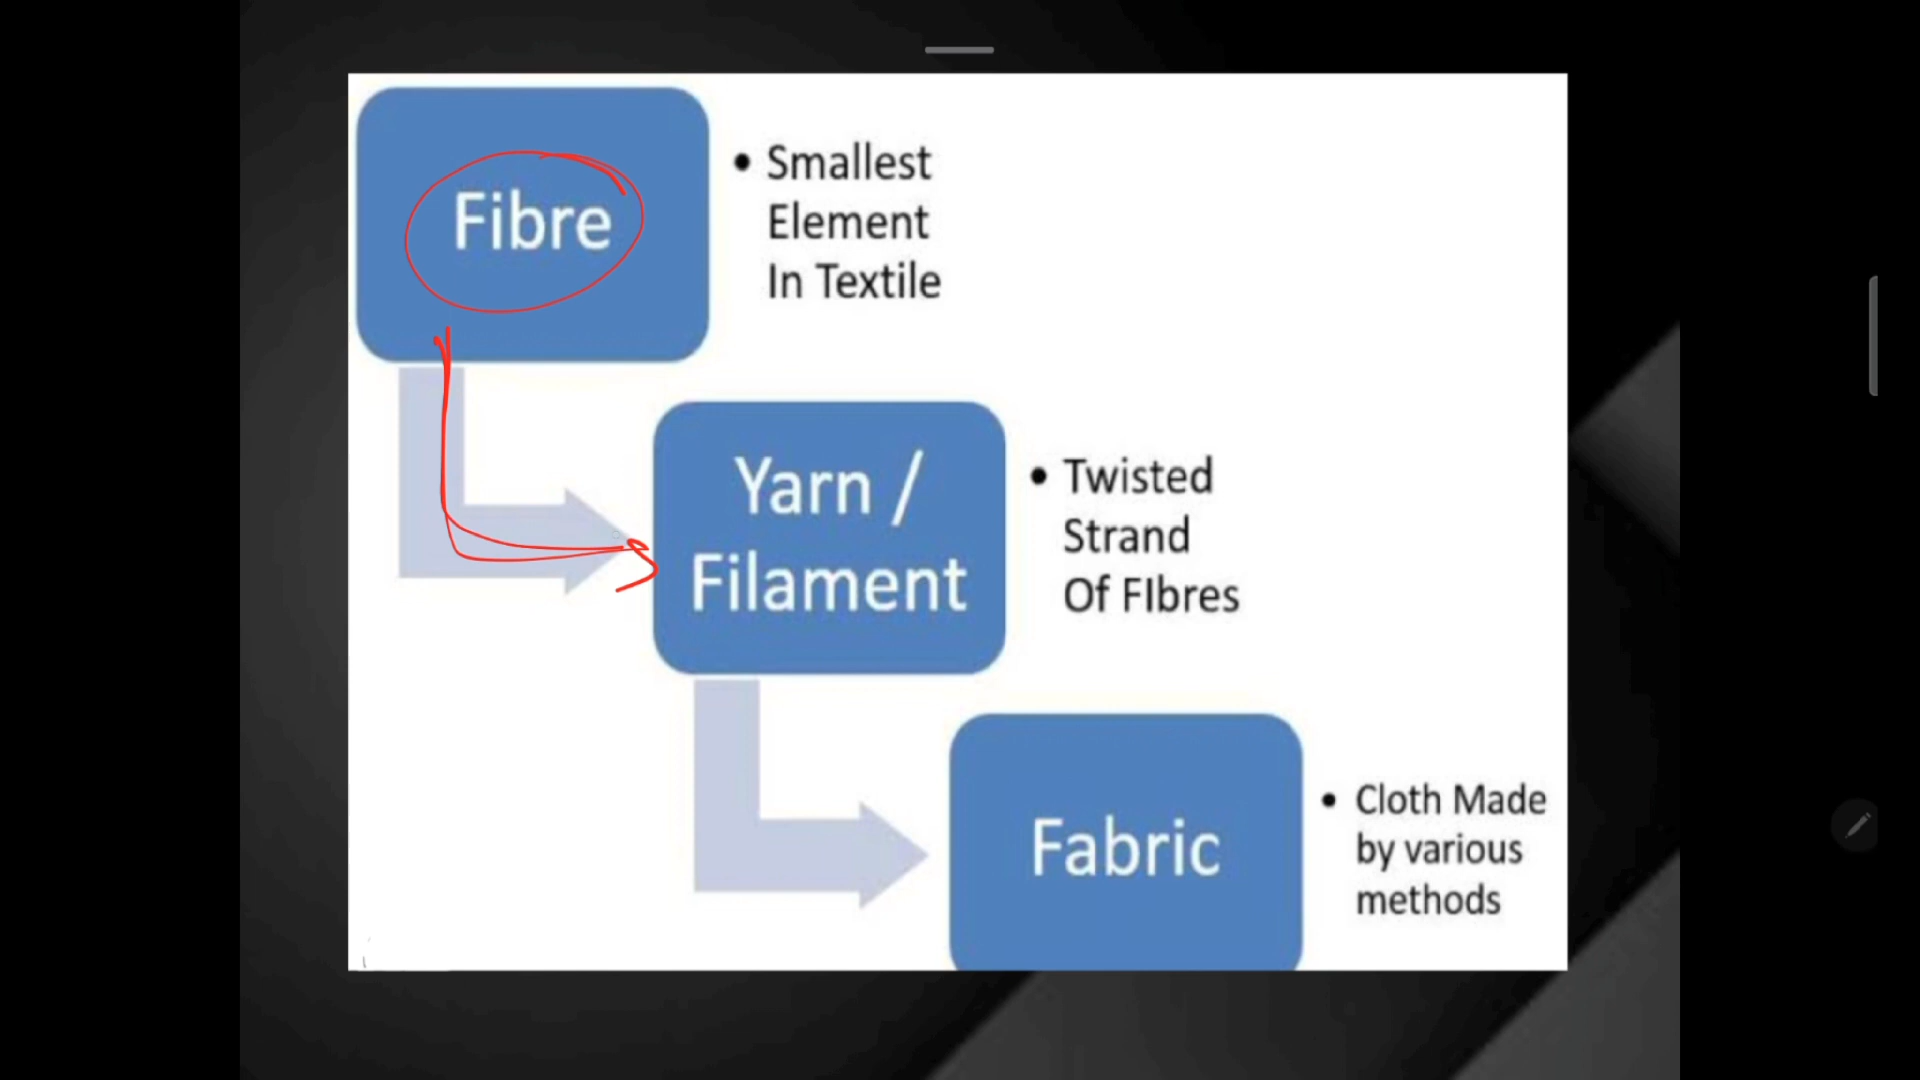 Fibre
• Smallest
Element
In Textile
Yarn /
Filament
• Twisted
Strand
Of FIbres
Fabric
• Cloth Made
by various
methods